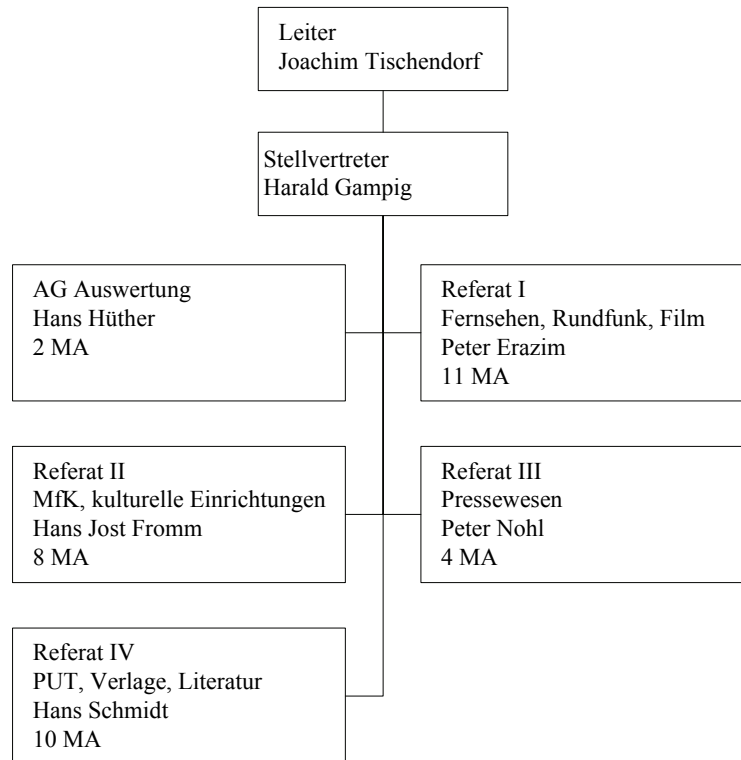 Leiter
Joachim Tischendorf
Stellvertreter
Harald Gampig
AG Auswertung
Hans Hüther
2 MA
Referat I
Fernsehen, Rundfunk, Film
Peter Erazim
11 MA
Referat II
MfK, kulturelle Einrichtungen
Hans Jost Fromm
8 MA
Referat III
Pressewesen
Peter Nohl
4 MA
Referat IV
PUT, Verlage, Literatur
Hans Schmidt
10 MA